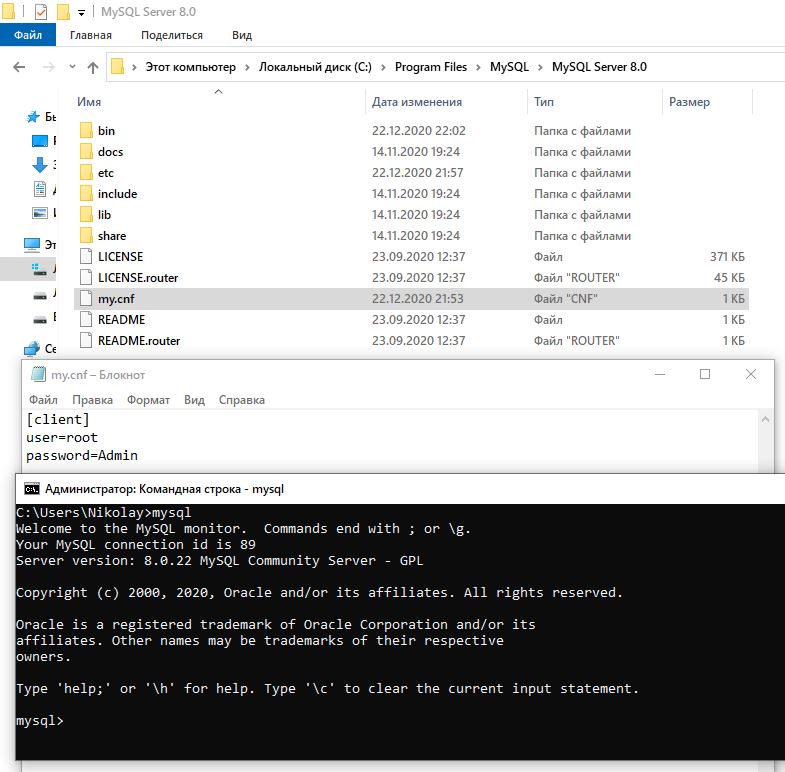 MySQL Server 8.0
Файл Главная Поделиться Вид
Этот компьютер Локальный диск (C:) Program Files MySQL MySQL Server 8.0
Имя Дата изменения Тип Размер
bin 22.12.2020 22:02 Папка с файлами
docs 14.11.2020 19:24 Папка с файлами
etc 22.12.2020 21:57 Папка с файлами
include 14.11.2020 19:24 Папка с файлами
lib 14.11.2020 19:24 Папка с файлами
share 14.11.2020 19:24 Папка с файлами
LICENSE 23.09.2020 12:37 Файл 371 КБ
LICENSE.router 23.09.2020 12:37 Файл "ROUTER" 45 КБ
my.cnf 22.12.2020 21:53 Файл "CNF" 1 КБ
README 23.09.2020 12:37 Файл 1 КБ
README.router 23.09.2020 12:37 Файл "ROUTER" 1 КБ
my.cnf – Блокнот
Файл Правка Формат Вид Справка
[client]
user=root
password=Admin
Администратор: Командная строка - mysql
C:\Users\Nikolay>mysql
Welcome to the MySQL monitor.  Commands end with ; or \g.
Your MySQL connection id is 89
Server version: 8.0.22 MySQL Community Server - GPL
Copyright (c) 2000, 2020, Oracle and/or its affiliates. All rights reserved.
Oracle is a registered trademark of Oracle Corporation and/or its
affiliates. Other names may be trademarks of their respective
owners.
Type 'help;' or '\h' for help. Type '\c' to clear the current input statement.
mysql>